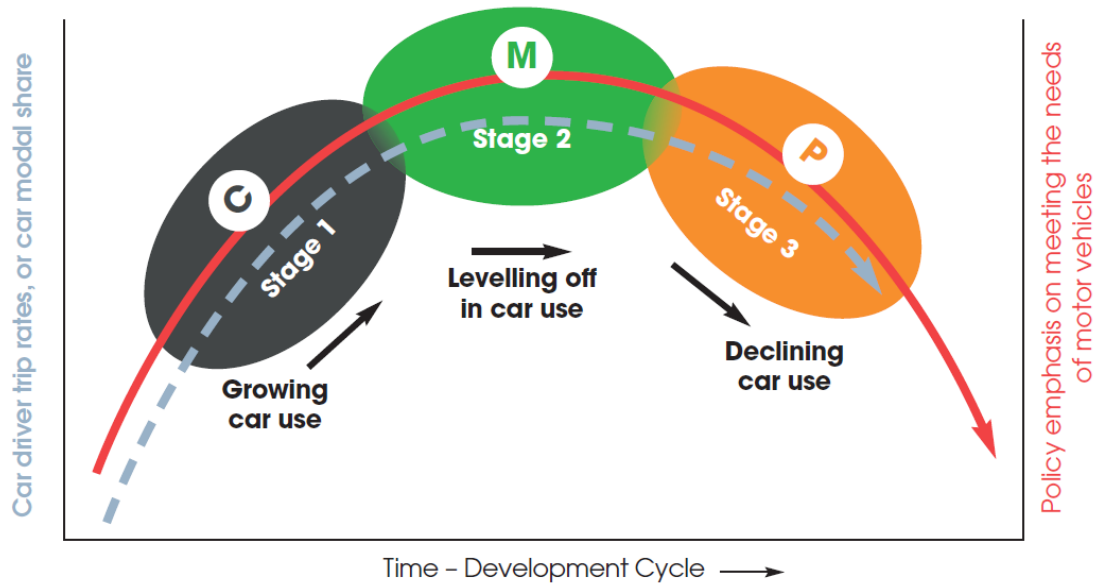 Car driver trip rates, or car modal share
C
Stage 1
Growing
car use
M
Stage 2
Levelling off
in car use
P
Stage 3
Declining
car use
Policy emphasis on meeting the needs
of motor vehicles
Time – Development Cycle